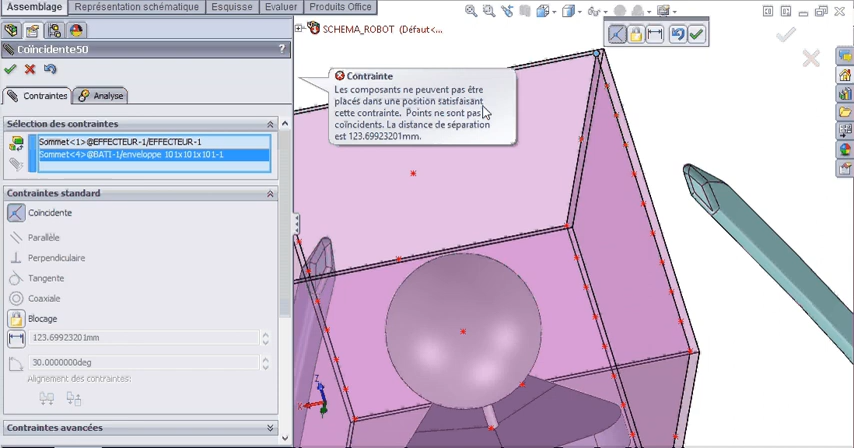 Assemblage
Représentation schématique
Esquisse
Evaluer
Produits Office
SCHEMA_ROBOT (Défaut<...
Coïncidente50
?
Contraintes
Analyse
Sélection des contraintes
Sommet<1>@EFFECTEUR-1/EFFECTEUR-1
Sommet<4>@BATI-1/enveloppe 101x101x101-1
Contraintes standard
Coïncidente
Parallèle
Perpendiculaire
Tangente
Coaxiale
Blocage
123.69923201mm
30.0000000deg
Alignement des contraintes:
Contraintes avancées
Contrainte
Les composants ne peuvent pas être
placés dans une position satisfaisant
cette contrainte. Points ne sont pas
coïncidents. La distance de séparation
est 123.69923201mm.
Z
X